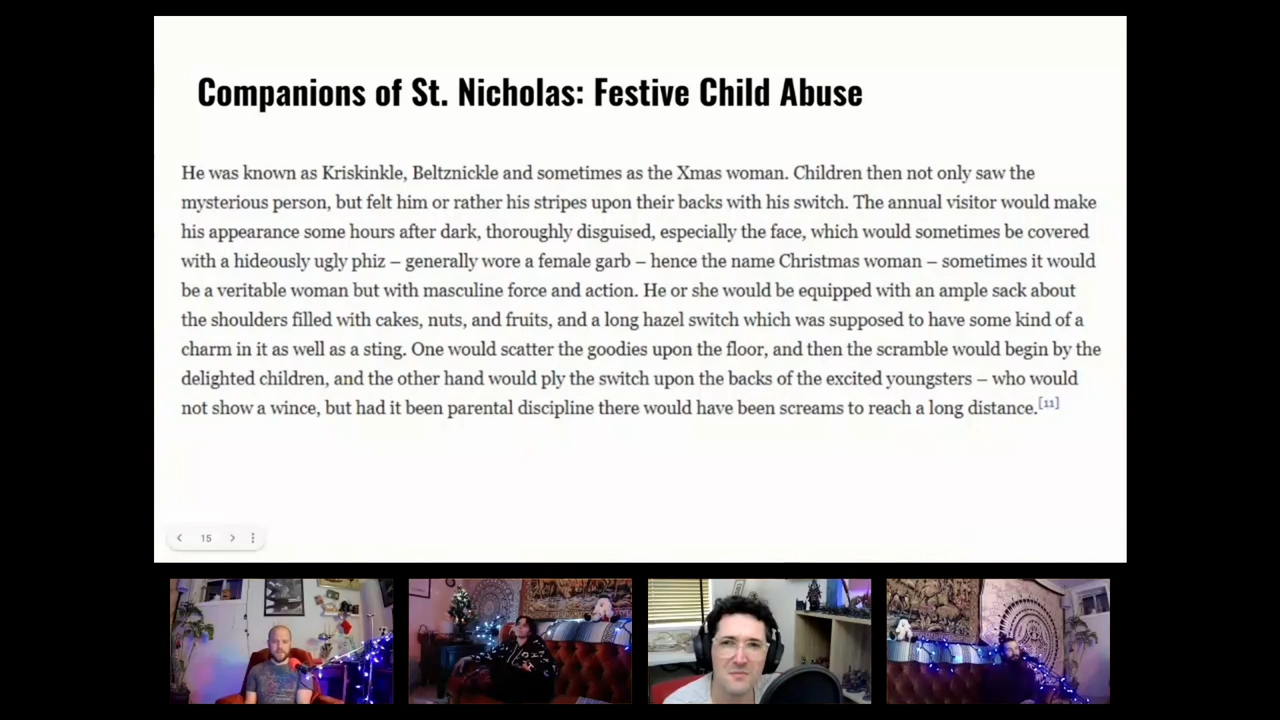 Companions of St. Nicholas: Festive Child Abuse
He was known as Kriskinkle, Beltznickle and sometimes as the Xmas woman. Children then not only saw the
mysterious person, but felt him or rather his stripes upon their backs with his switch. The annual visitor would make
his appearance some hours after dark, thoroughly disguised, especially the face, which would sometimes be covered
with a hideously ugly phiz – generally wore a female garb – hence the name Christmas woman – sometimes it would
be a veritable woman but with masculine force and action. He or she would be equipped with an ample sack about
the shoulders filled with cakes, nuts, and fruits, and a long hazel switch which was supposed to have some kind of a
charm in it as well as a sting. One would scatter the goodies upon the floor, and then the scramble would begin by the
delighted children, and the other hand would ply the switch upon the backs of the excited youngsters – who would
not show a wince, but had it been parental discipline there would have been screams to reach a long distance.[11]
15